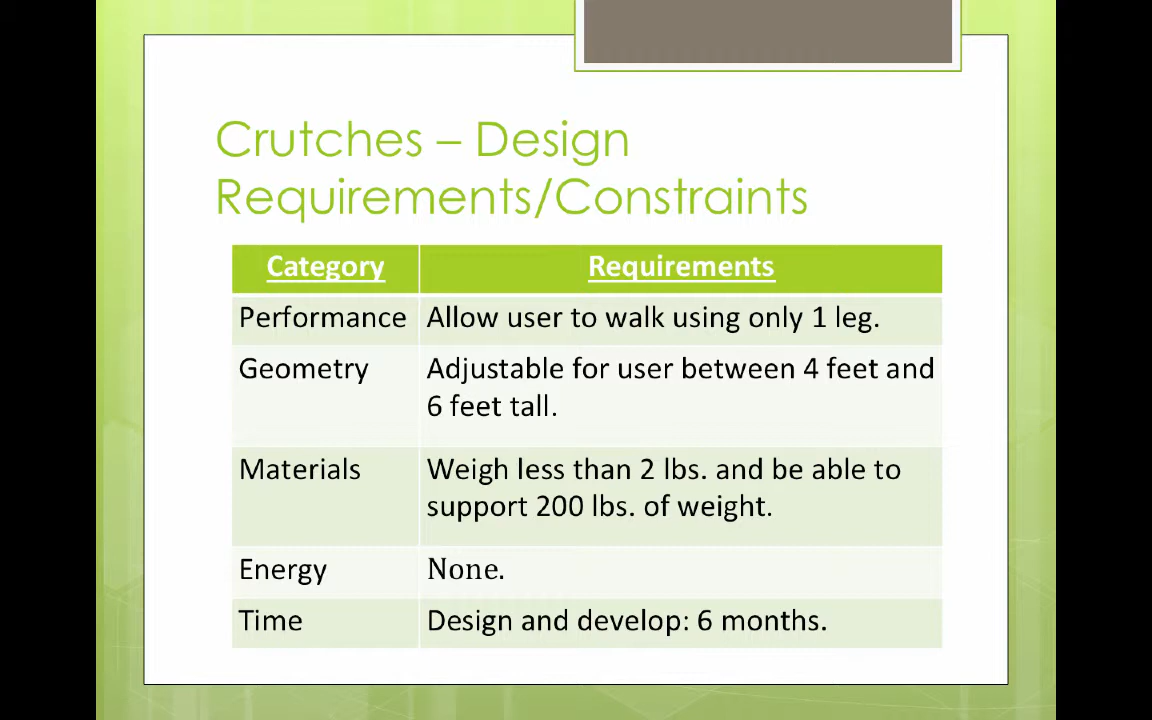 Crutches – Design
Requirements/Constraints
Category Requirements
Performance Allow user to walk using only 1 leg.
Geometry Adjustable for user between 4 feet and
6 feet tall.
Materials Weigh less than 2 lbs. and be able to
support 200 lbs. of weight.
Energy None.
Time Design and develop: 6 months.